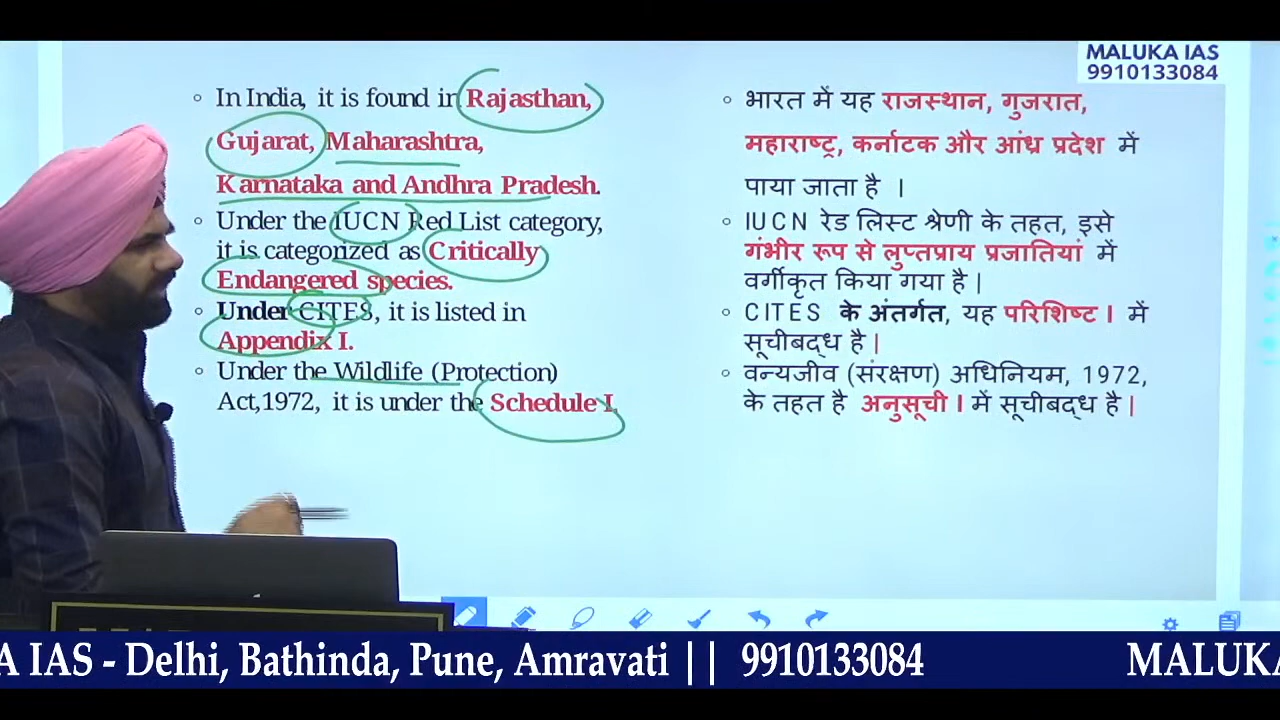 MALUKA IAS
9910133084
In India, it is found in Rajasthan,
Gujarat, Maharashtra,
Karnataka and Andhra Pradesh.
Under the IUCN Red List category,
it is categorized as Critically
Endangered species.
Under CITES, it is listed in
Appendix I.
Under the Wildlife (Protection)
Act,1972, it is under the Schedule I.
भारत में यह राजस्थान, गुजरात,
महाराष्ट्र, कर्नाटक और आंध्र प्रदेश में
पाया जाता है ।
IUCN रेड लिस्ट श्रेणी के तहत, इसे
गंभीर रूप से लुप्तप्राय प्रजातियां में
वर्गीकृत किया गया है |
CITES के अंतर्गत, यह परिशिष्ट I में
सूचीबद्ध है |
वन्यजीव (संरक्षण) अधिनियम, 1972,
के तहत है अनुसूची I में सूचीबद्ध है |
A IAS - Delhi, Bathinda, Pune, Amravati || 9910133084 MALUKA